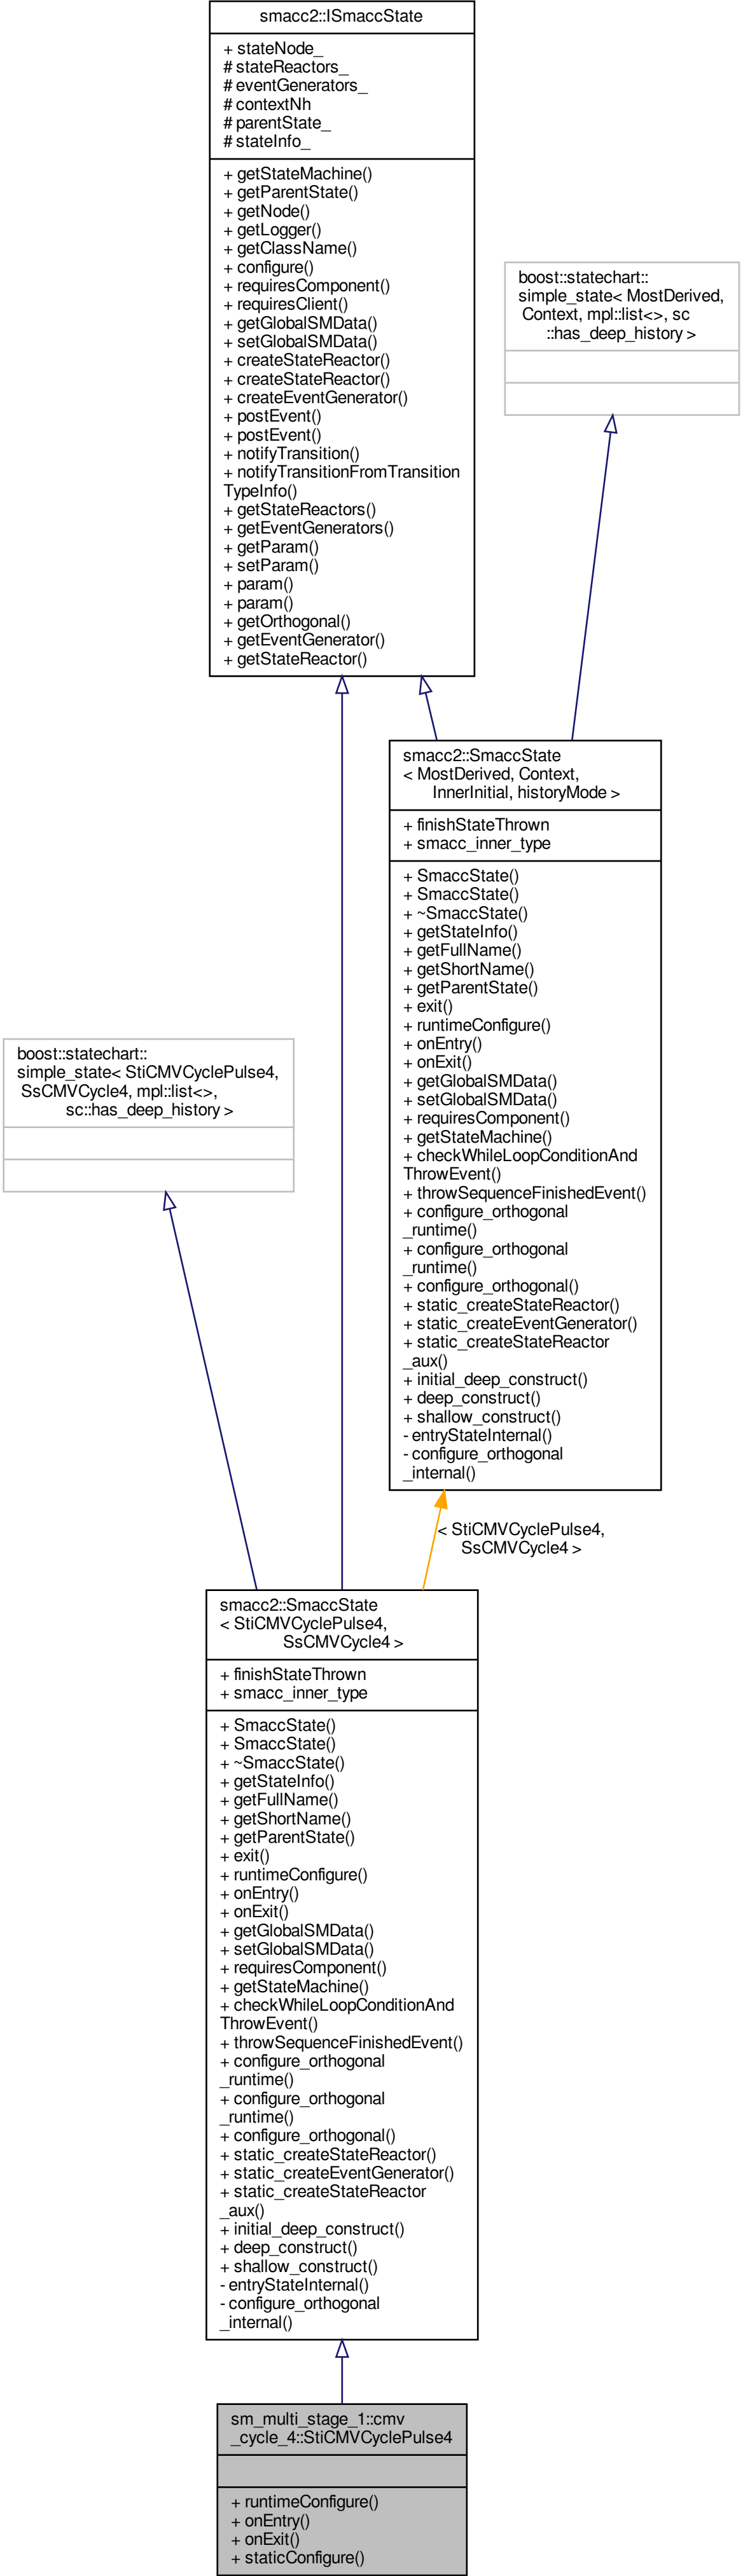 smacc2::ISmaccState
+ stateNode_
# stateReactors_
# eventGenerators_
# contextNh
# parentState_
# stateInfo_
+ getStateMachine()
+ getParentState()
+ getNode()
+ getLogger()
+ getClassName()
+ configure()
+ requiresComponent()
+ requiresClient()
+ getGlobalSMData()
+ setGlobalSMData()
+ createStateReactor()
+ createStateReactor()
+ createEventGenerator()
+ postEvent()
+ postEvent()
+ notifyTransition()
+ notifyTransitionFromTransition
TypeInfo()
+ getStateReactors()
+ getEventGenerators()
+ getParam()
+ setParam()
+ param()
+ param()
+ getOrthogonal()
+ getEventGenerator()
+ getStateReactor()
boost::statechart::
simple_state< MostDerived,
Context, mpl::list<>, sc
::has_deep_history >
smacc2::SmaccState
< MostDerived, Context,
InnerInitial, historyMode >
+ finishStateThrown
+ smacc_inner_type
+ SmaccState()
+ SmaccState()
+ ~SmaccState()
+ getStateInfo()
+ getFullName()
+ getShortName()
+ getParentState()
+ exit()
+ runtimeConfigure()
+ onEntry()
+ onExit()
+ getGlobalSMData()
+ setGlobalSMData()
+ requiresComponent()
+ getStateMachine()
+ checkWhileLoopConditionAnd
ThrowEvent()
+ throwSequenceFinishedEvent()
+ configure_orthogonal
_runtime()
+ configure_orthogonal
_runtime()
+ configure_orthogonal()
+ static_createStateReactor()
+ static_createEventGenerator()
+ static_createStateReactor
_aux()
+ initial_deep_construct()
+ deep_construct()
+ shallow_construct()
- entryStateInternal()
- configure_orthogonal
_internal()
boost::statechart::
simple_state< StiCMVCyclePulse4,
SsCMVCycle4, mpl::list<>,
sc::has_deep_history >
< StiCMVCyclePulse4,
SsCMVCycle4 >
smacc2::SmaccState
< StiCMVCyclePulse4,
SsCMVCycle4 >
+ finishStateThrown
+ smacc_inner_type
+ SmaccState()
+ SmaccState()
+ ~SmaccState()
+ getStateInfo()
+ getFullName()
+ getShortName()
+ getParentState()
+ exit()
+ runtimeConfigure()
+ onEntry()
+ onExit()
+ getGlobalSMData()
+ setGlobalSMData()
+ requiresComponent()
+ getStateMachine()
+ checkWhileLoopConditionAnd
ThrowEvent()
+ throwSequenceFinishedEvent()
+ configure_orthogonal
_runtime()
+ configure_orthogonal
_runtime()
+ configure_orthogonal()
+ static_createStateReactor()
+ static_createEventGenerator()
+ static_createStateReactor
_aux()
+ initial_deep_construct()
+ deep_construct()
+ shallow_construct()
- entryStateInternal()
- configure_orthogonal
_internal()
sm_multi_stage_1::cmv
_cycle_4::StiCMVCyclePulse4
+ runtimeConfigure()
+ onEntry()
+ onExit()
+ staticConfigure()